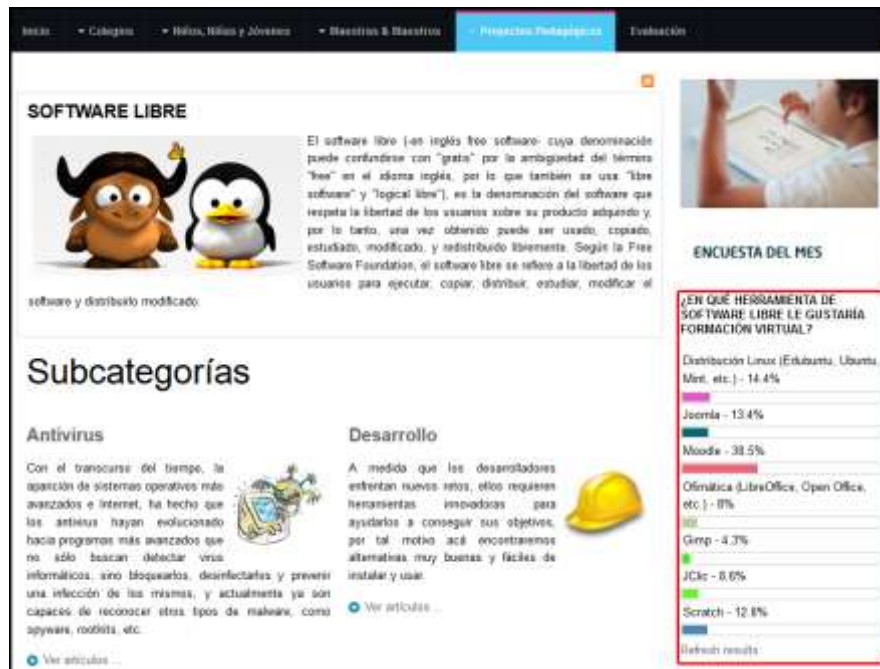 Inicio
Colegios
Niños, Niñas y Jóvenes
Maestros & Maestros
Proyectos Pedagógicos
Evaluación
SOFTWARE LIBRE
El software libre (-en inglés free software- cuya denominación
puede confundirse con "gratis" por la ambigüedad del término
"free" en el idioma inglés, por lo que también se usa "libre
software" y "logical libre"), es la denominación del software que
respeta la libertad de los usuarios sobre su producto adquirido y,
por lo tanto, una vez obtenido puede ser usado, copiado,
estudiado, modificado, y redistribuido libremente. Según la Free
Software Foundation, el software libre se refiere a la libertad de los
usuarios para ejecutar, copiar, distribuir, estudiar, modificar el
software y distribuirlo modificado.
Subcategorías
Antivirus
Con el transcurso del tiempo, la
aparición de sistemas operativos más
avanzados e Internet, ha hecho que
los antivirus hayan evolucionado
hacia programas más avanzados que
no sólo buscan detectar virus
informáticos, sino bloquearlos, desinfectarlos y prevenir
una infección de los mismos, y actualmente ya son
capaces de reconocer otros tipos de malware, como
spyware, rootkits, etc.
Ver artículos ...
Desarrollo
A medida que los desarrolladores
enfrentan nuevos retos, ellos requieren
herramientas innovadoras para
ayudarlos a conseguir sus objetivos,
por tal motivo acá encontraremos
alternativas muy buenas y fáciles de
instalar y usar.
Ver artículos ...
ENCUESTA DEL MES
¿EN QUÉ HERRAMIENTA DE
SOFTWARE LIBRE LE GUSTARÍA
FORMACIÓN VIRTUAL?
Distribución Linux (Edubuntu, Ubuntu,
Mint, etc.) - 14.4%
Joomla - 13.4%
Moodle - 38.5%
Ofimática (LibreOffice, Open Office,
etc.) - 8%
Gimp - 4.3%
JClic - 8.6%
Scratch - 12.8%
Refresh results